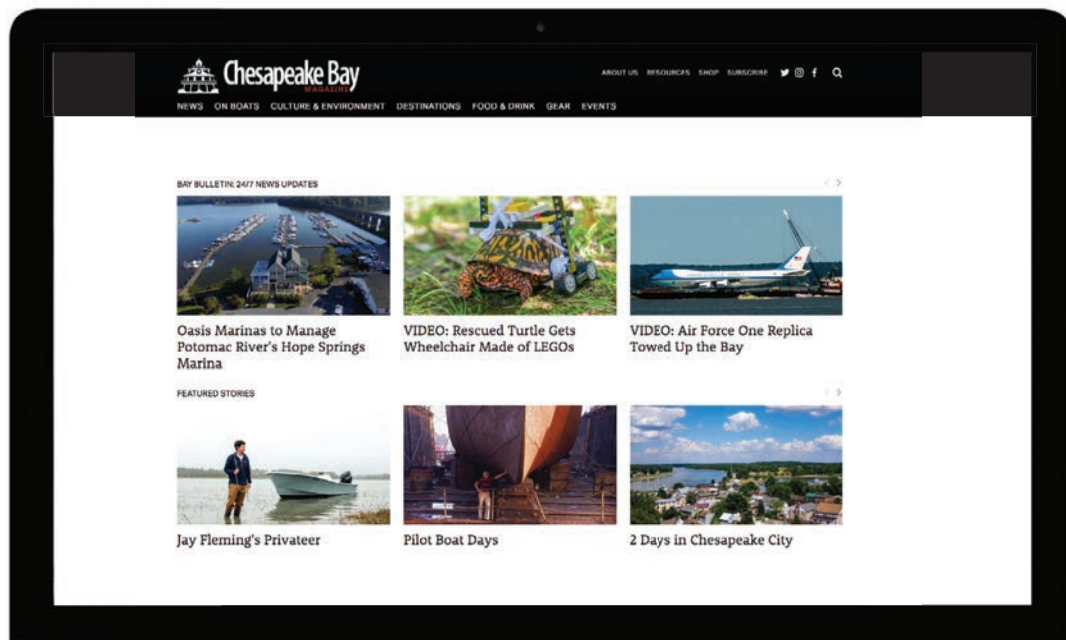 Chesapeake Bay
MAGAZINE
ABOUT US RESOURCES SHOP SUBSCRIBE
NEWS ON BOATS CULTURE & ENVIRONMENT DESTINATIONS FOOD & DRINK GEAR EVENTS
BAY BULLETIN: 24/7 NEWS UPDATES
Oasis Marinas to Manage
Potomac River's Hope Springs
Marina
VIDEO: Rescued Turtle Gets
Wheelchair Made of LEGOs
VIDEO: Air Force One Replica
Towed Up the Bay
FEATURED STORIES
Jay Fleming's Privateer
Pilot Boat Days
2 Days in Chesapeake City